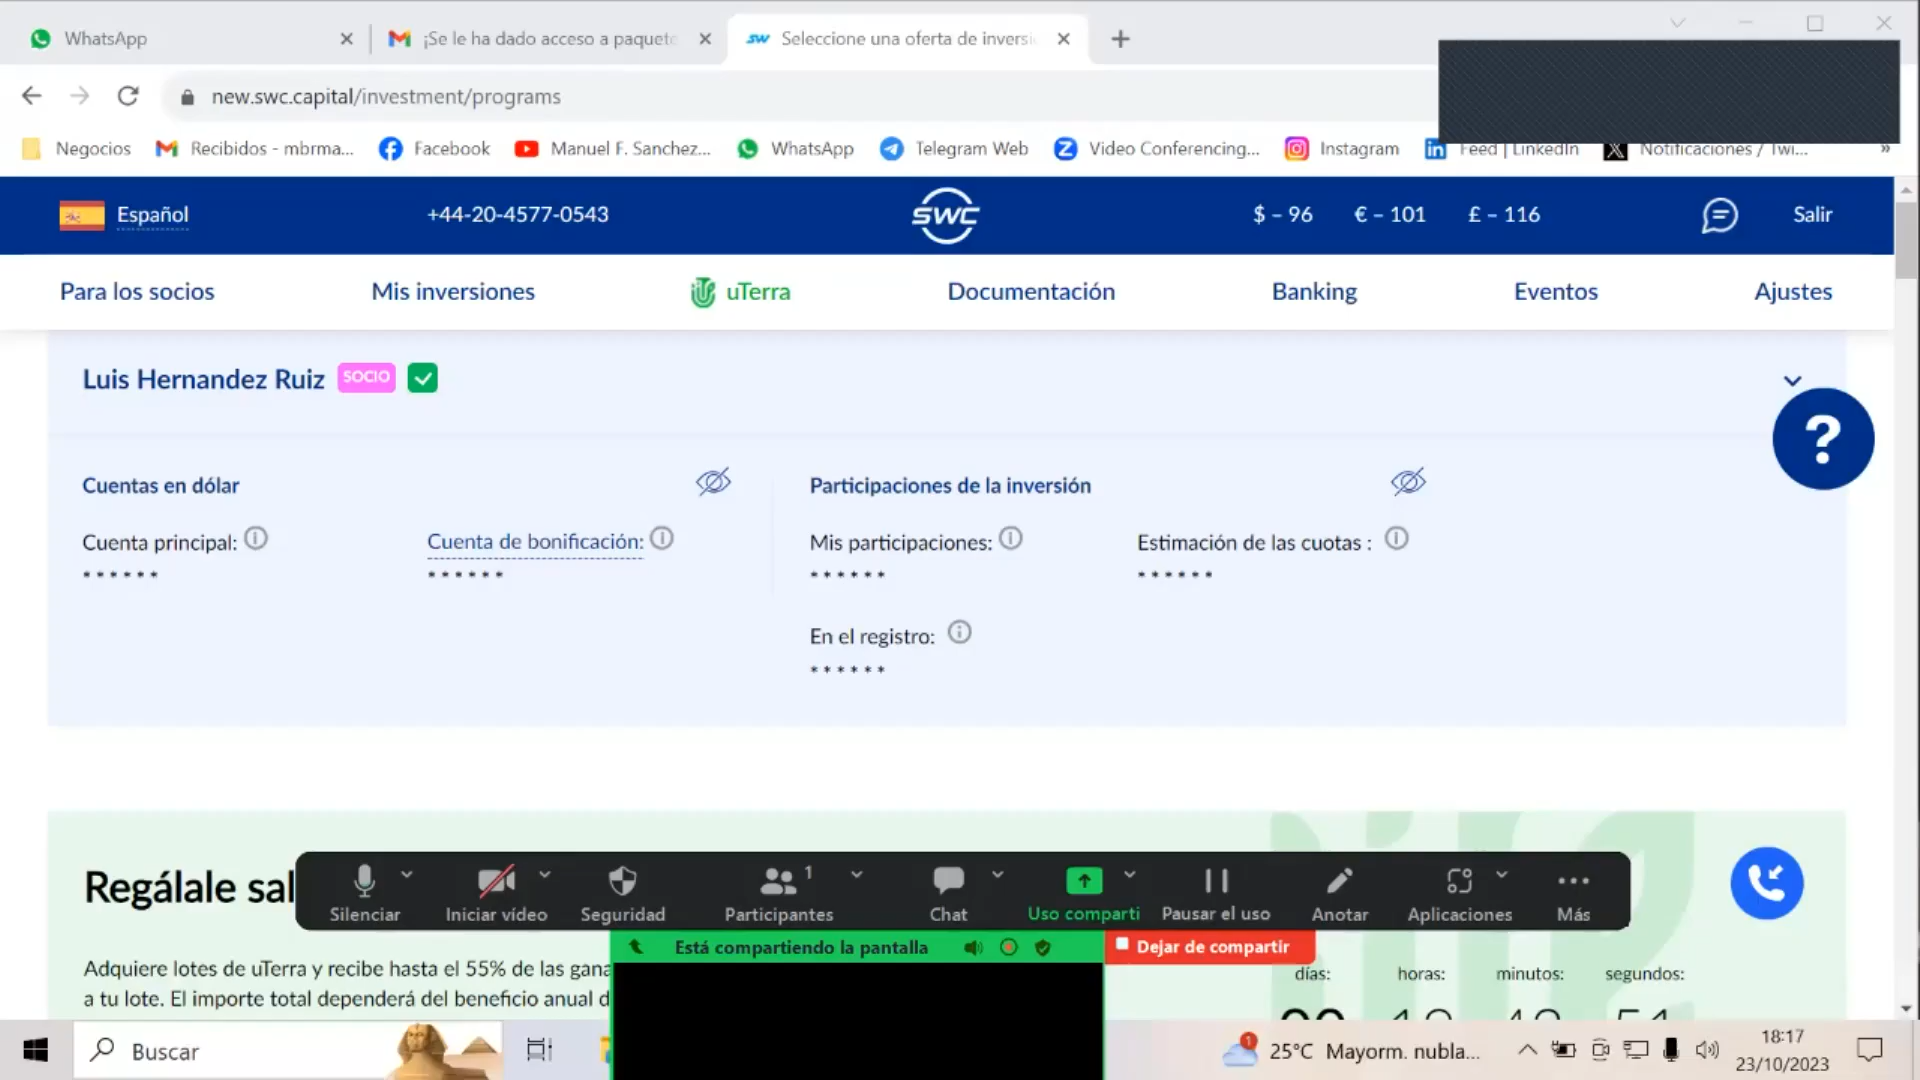 WhatsApp
¡Se le ha dado acceso a paquet
Seleccione una oferta de inversi
new.swc.capital/investment/programs
Negocios
Recibidos - mbrma...
Facebook
Manuel F. Sanchez...
WhatsApp
Telegram Web
Video Conferencing...
Instagram
Feed | LinkedIn
Notificaciones / Twi...
»
Español
+44-20-4577-0543
SWC
$ – 96 € – 101 £ – 116
Salir
Para los socios
Mis inversiones
uTerra
Documentación
Banking
Eventos
Ajustes
Luis Hernandez Ruiz SOCIO
?
Cuentas en dólar
Participaciones de la inversión
Cuenta principal:
Cuenta de bonificación:
Mis participaciones:
Estimación de las cuotas :
******
******
******
******
En el registro:
******
Regálale sal
Silenciar
Iniciar vídeo
Seguridad
1
Participantes
Chat
Uso comparti
Pausar el uso
Anotar
Aplicaciones
Más
Está compartiendo la pantalla
Dejar de compartir
Adquiere lotes de uTerra y recibe hasta el 55% de las gana
a tu lote. El importe total dependerá del beneficio anual d
días: horas: minutos: segundos:
Buscar
1
25°C Mayorm. nubla...
18:17
23/10/2023